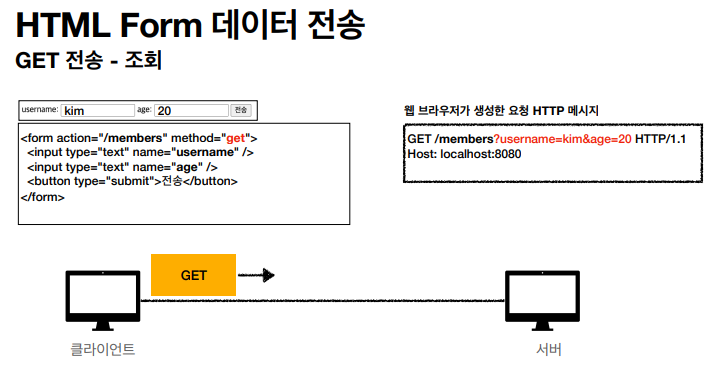 HTML Form 데이터 전송
GET 전송 - 조회
username: kim age: 20 전송
<form action="/members" method="get">
<input type="text" name="username" />
<input type="text" name="age" />
<button type="submit">전송</button>
</form>
웹 브라우저가 생성한 요청 HTTP 메시지
GET /members?username=kim&age=20 HTTP/1.1
Host: localhost:8080
GET
클라이언트
서버